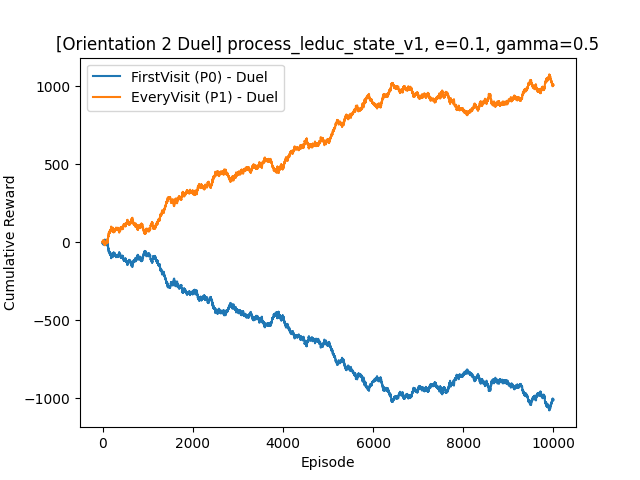 [Orientation 2 Duel] process_leduc_state_v1, e=0.1, gamma=0.5
FirstVisit (P0) - Duel
EveryVisit (P1) - Duel
1000
500
0
−500
−1000
Cumulative Reward
0 2000 4000 6000 8000 10000
Episode